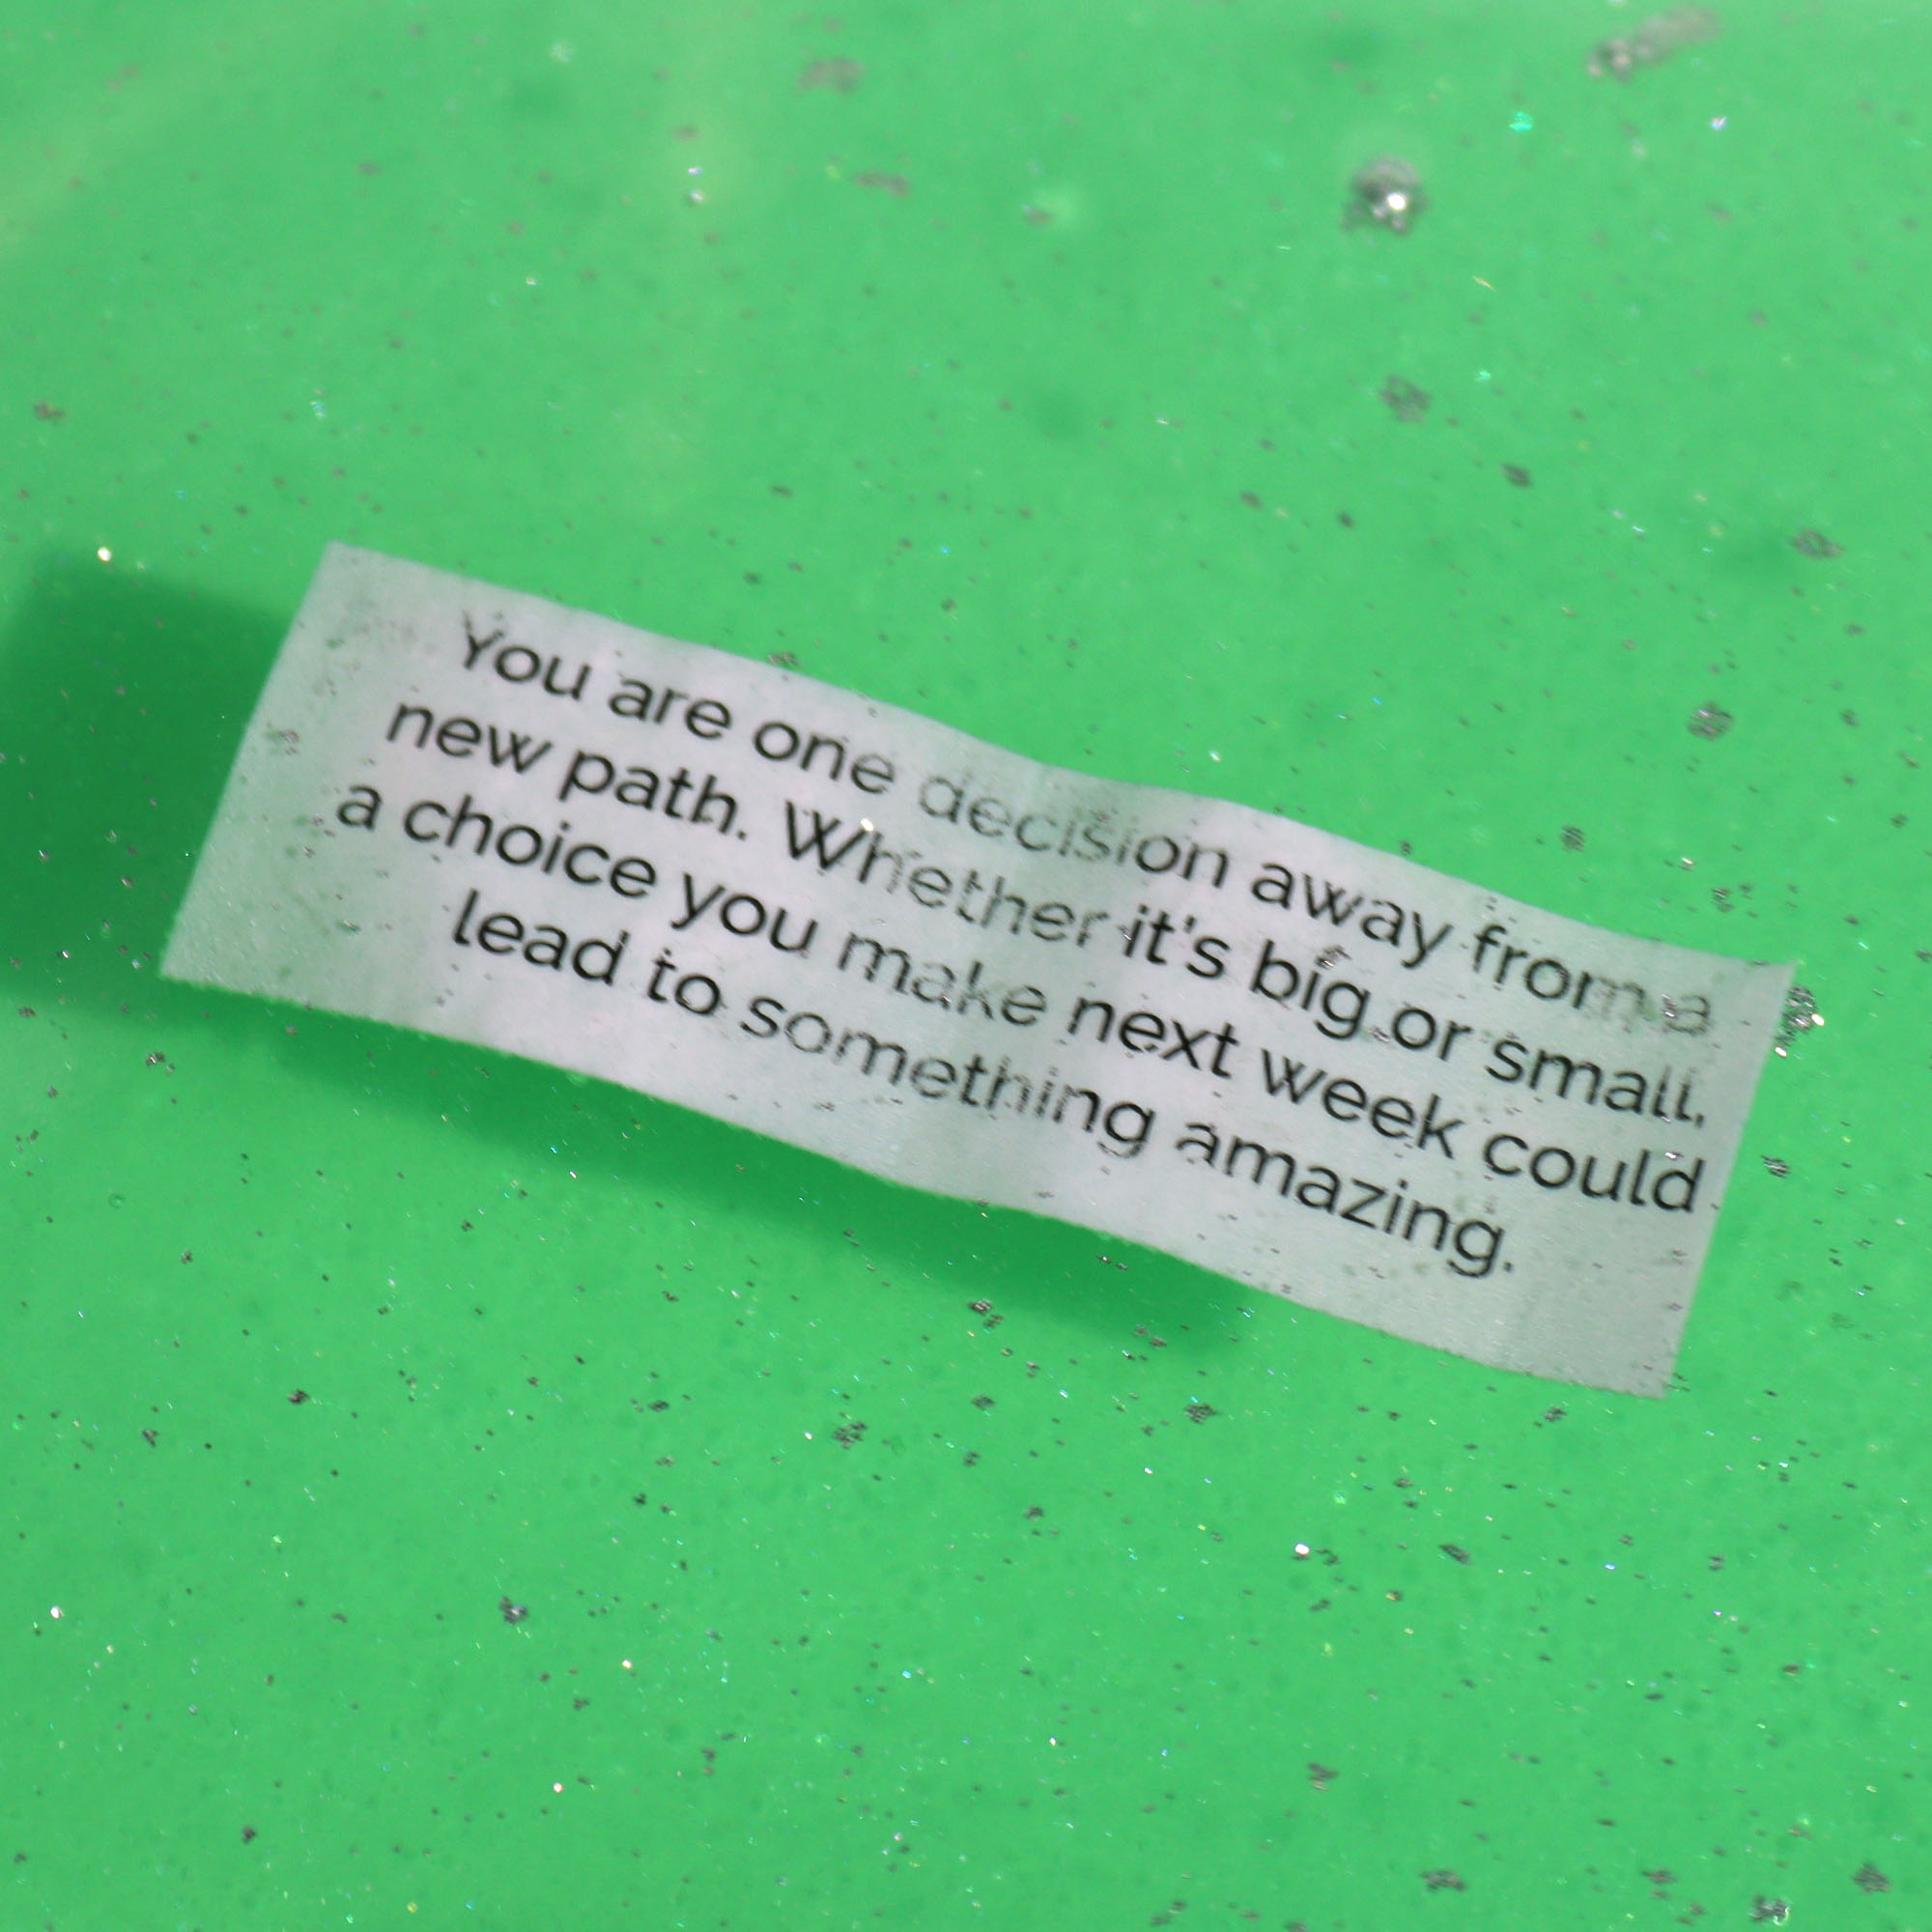 You are one decision away from a
new path. Whether it's big or small,
a choice you make next week could
lead to something amazing.